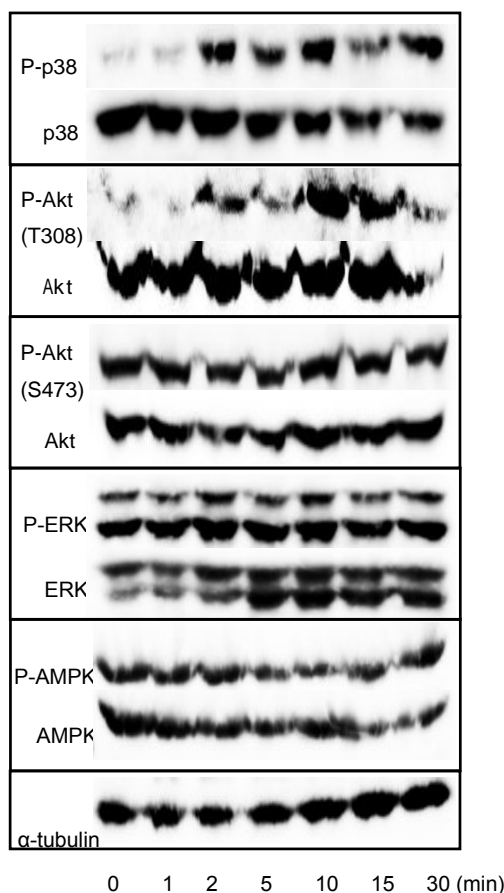 P-p38
p38
P-Akt
(T308)
Akt
P-Akt
(S473)
Akt
P-ERK
ERK
P-AMPK
AMPK
α-tubulin
0 1 2 5 10 15 30 (min)